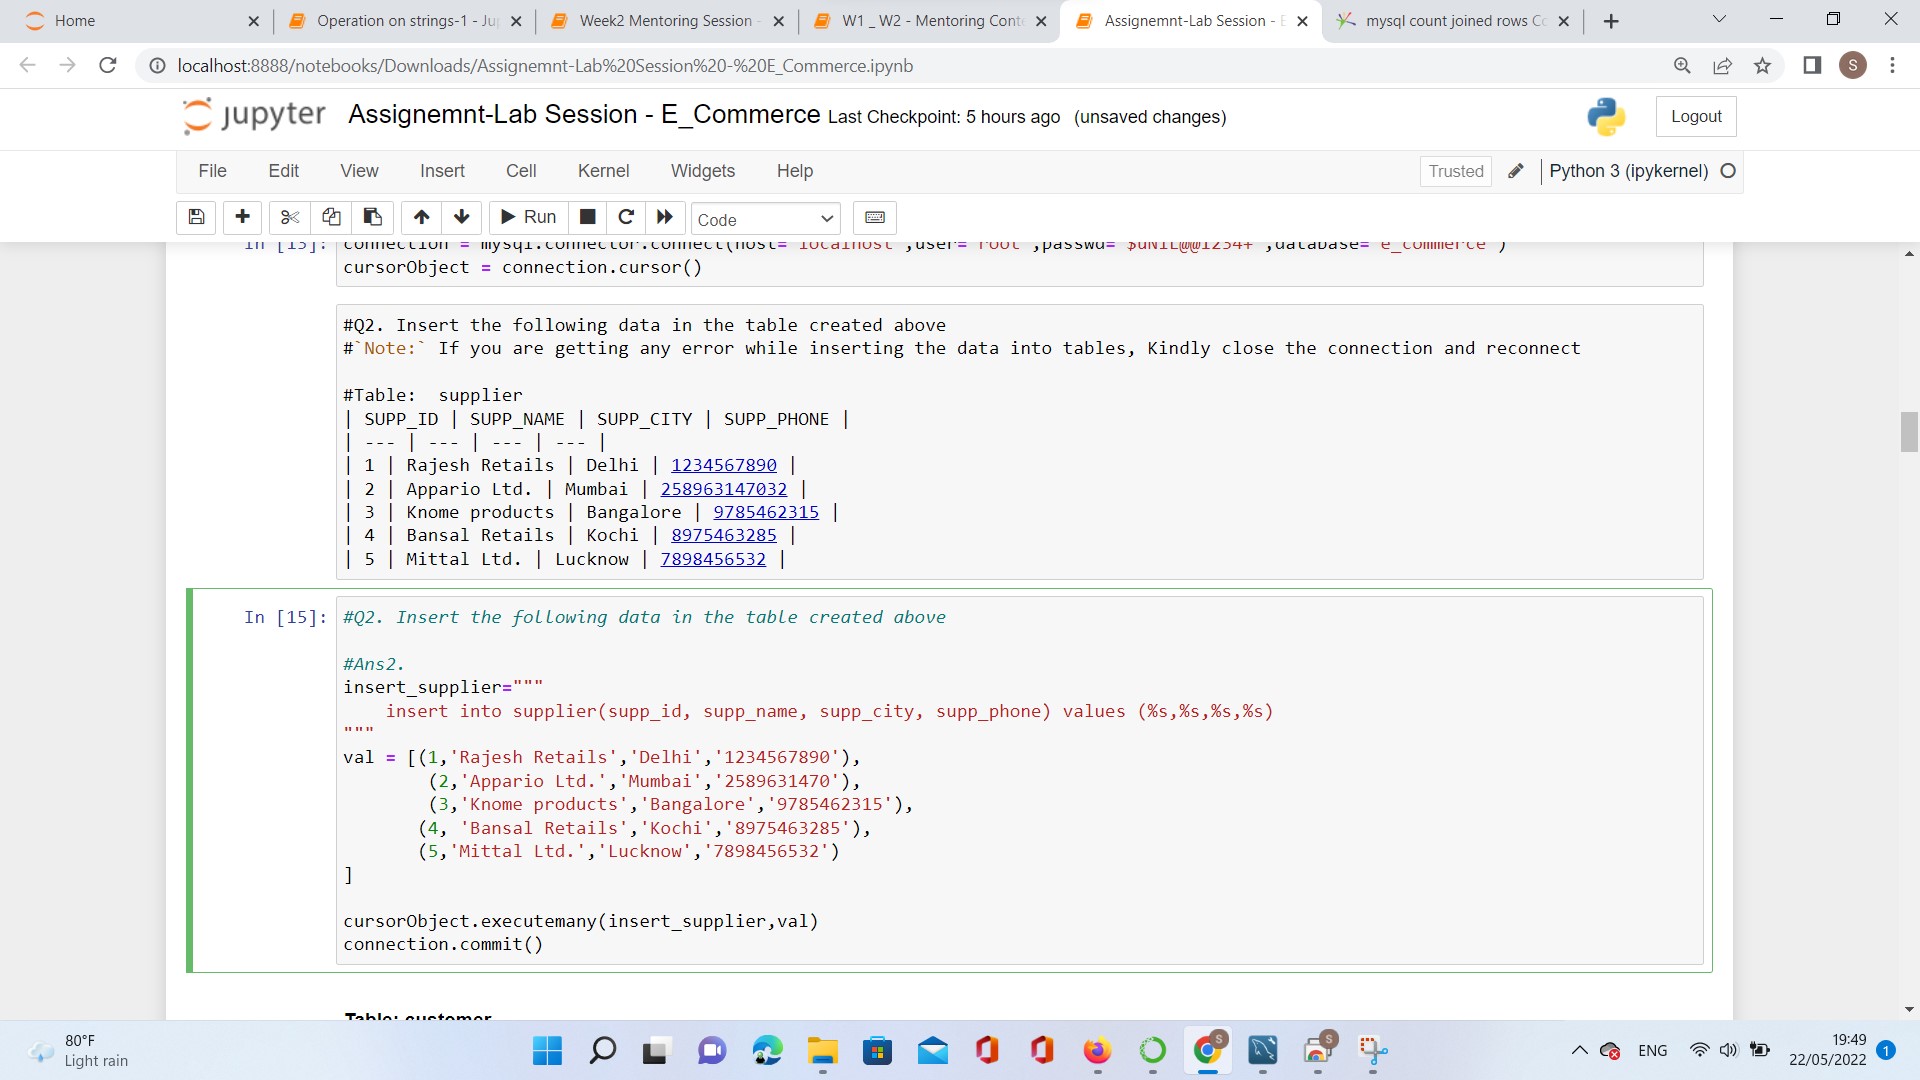 Home
Operation on strings-1 - Ju
Week2 Mentoring Session -
W1 _ W2 - Mentoring Conte
Assignemnt-Lab Session - E
mysql count joined rows Co
localhost:8888/notebooks/Downloads/Assignemnt-Lab%20Session%20-%20E_Commerce.ipynb
S
jupyter Assignemnt-Lab Session - E_Commerce Last Checkpoint: 5 hours ago (unsaved changes)
Logout
File Edit View Insert Cell Kernel Widgets Help
Trusted
Python 3 (ipykernel)
Run
Code
In [13]: connection = mysql.connector.connect(host= localhost ,user= root ,passwd= $uNiL@@1234+ ,database= e_commerce )
cursorObject = connection.cursor()
#Q2. Insert the following data in the table created above
#`Note:` If you are getting any error while inserting the data into tables, Kindly close the connection and reconnect
#Table:  supplier
| SUPP_ID | SUPP_NAME | SUPP_CITY | SUPP_PHONE |
| --- | --- | --- | --- |
| 1 | Rajesh Retails | Delhi | 1234567890 |
| 2 | Appario Ltd. | Mumbai | 258963147032 |
| 3 | Knome products | Bangalore | 9785462315 |
| 4 | Bansal Retails | Kochi | 8975463285 |
| 5 | Mittal Ltd. | Lucknow | 7898456532 |
In [15]: #Q2. Insert the following data in the table created above
#Ans2.
insert_supplier="""
insert into supplier(supp_id, supp_name, supp_city, supp_phone) values (%s,%s,%s,%s)
"""
val = [(1,'Rajesh Retails','Delhi','1234567890'),
(2,'Appario Ltd.','Mumbai','2589631470'),
(3,'Knome products','Bangalore','9785462315'),
(4, 'Bansal Retails','Kochi','8975463285'),
(5,'Mittal Ltd.','Lucknow','7898456532')
]
cursorObject.executemany(insert_supplier,val)
connection.commit()
Table: customer
80°F
Light rain
S
S
ENG
19:49
22/05/2022
1